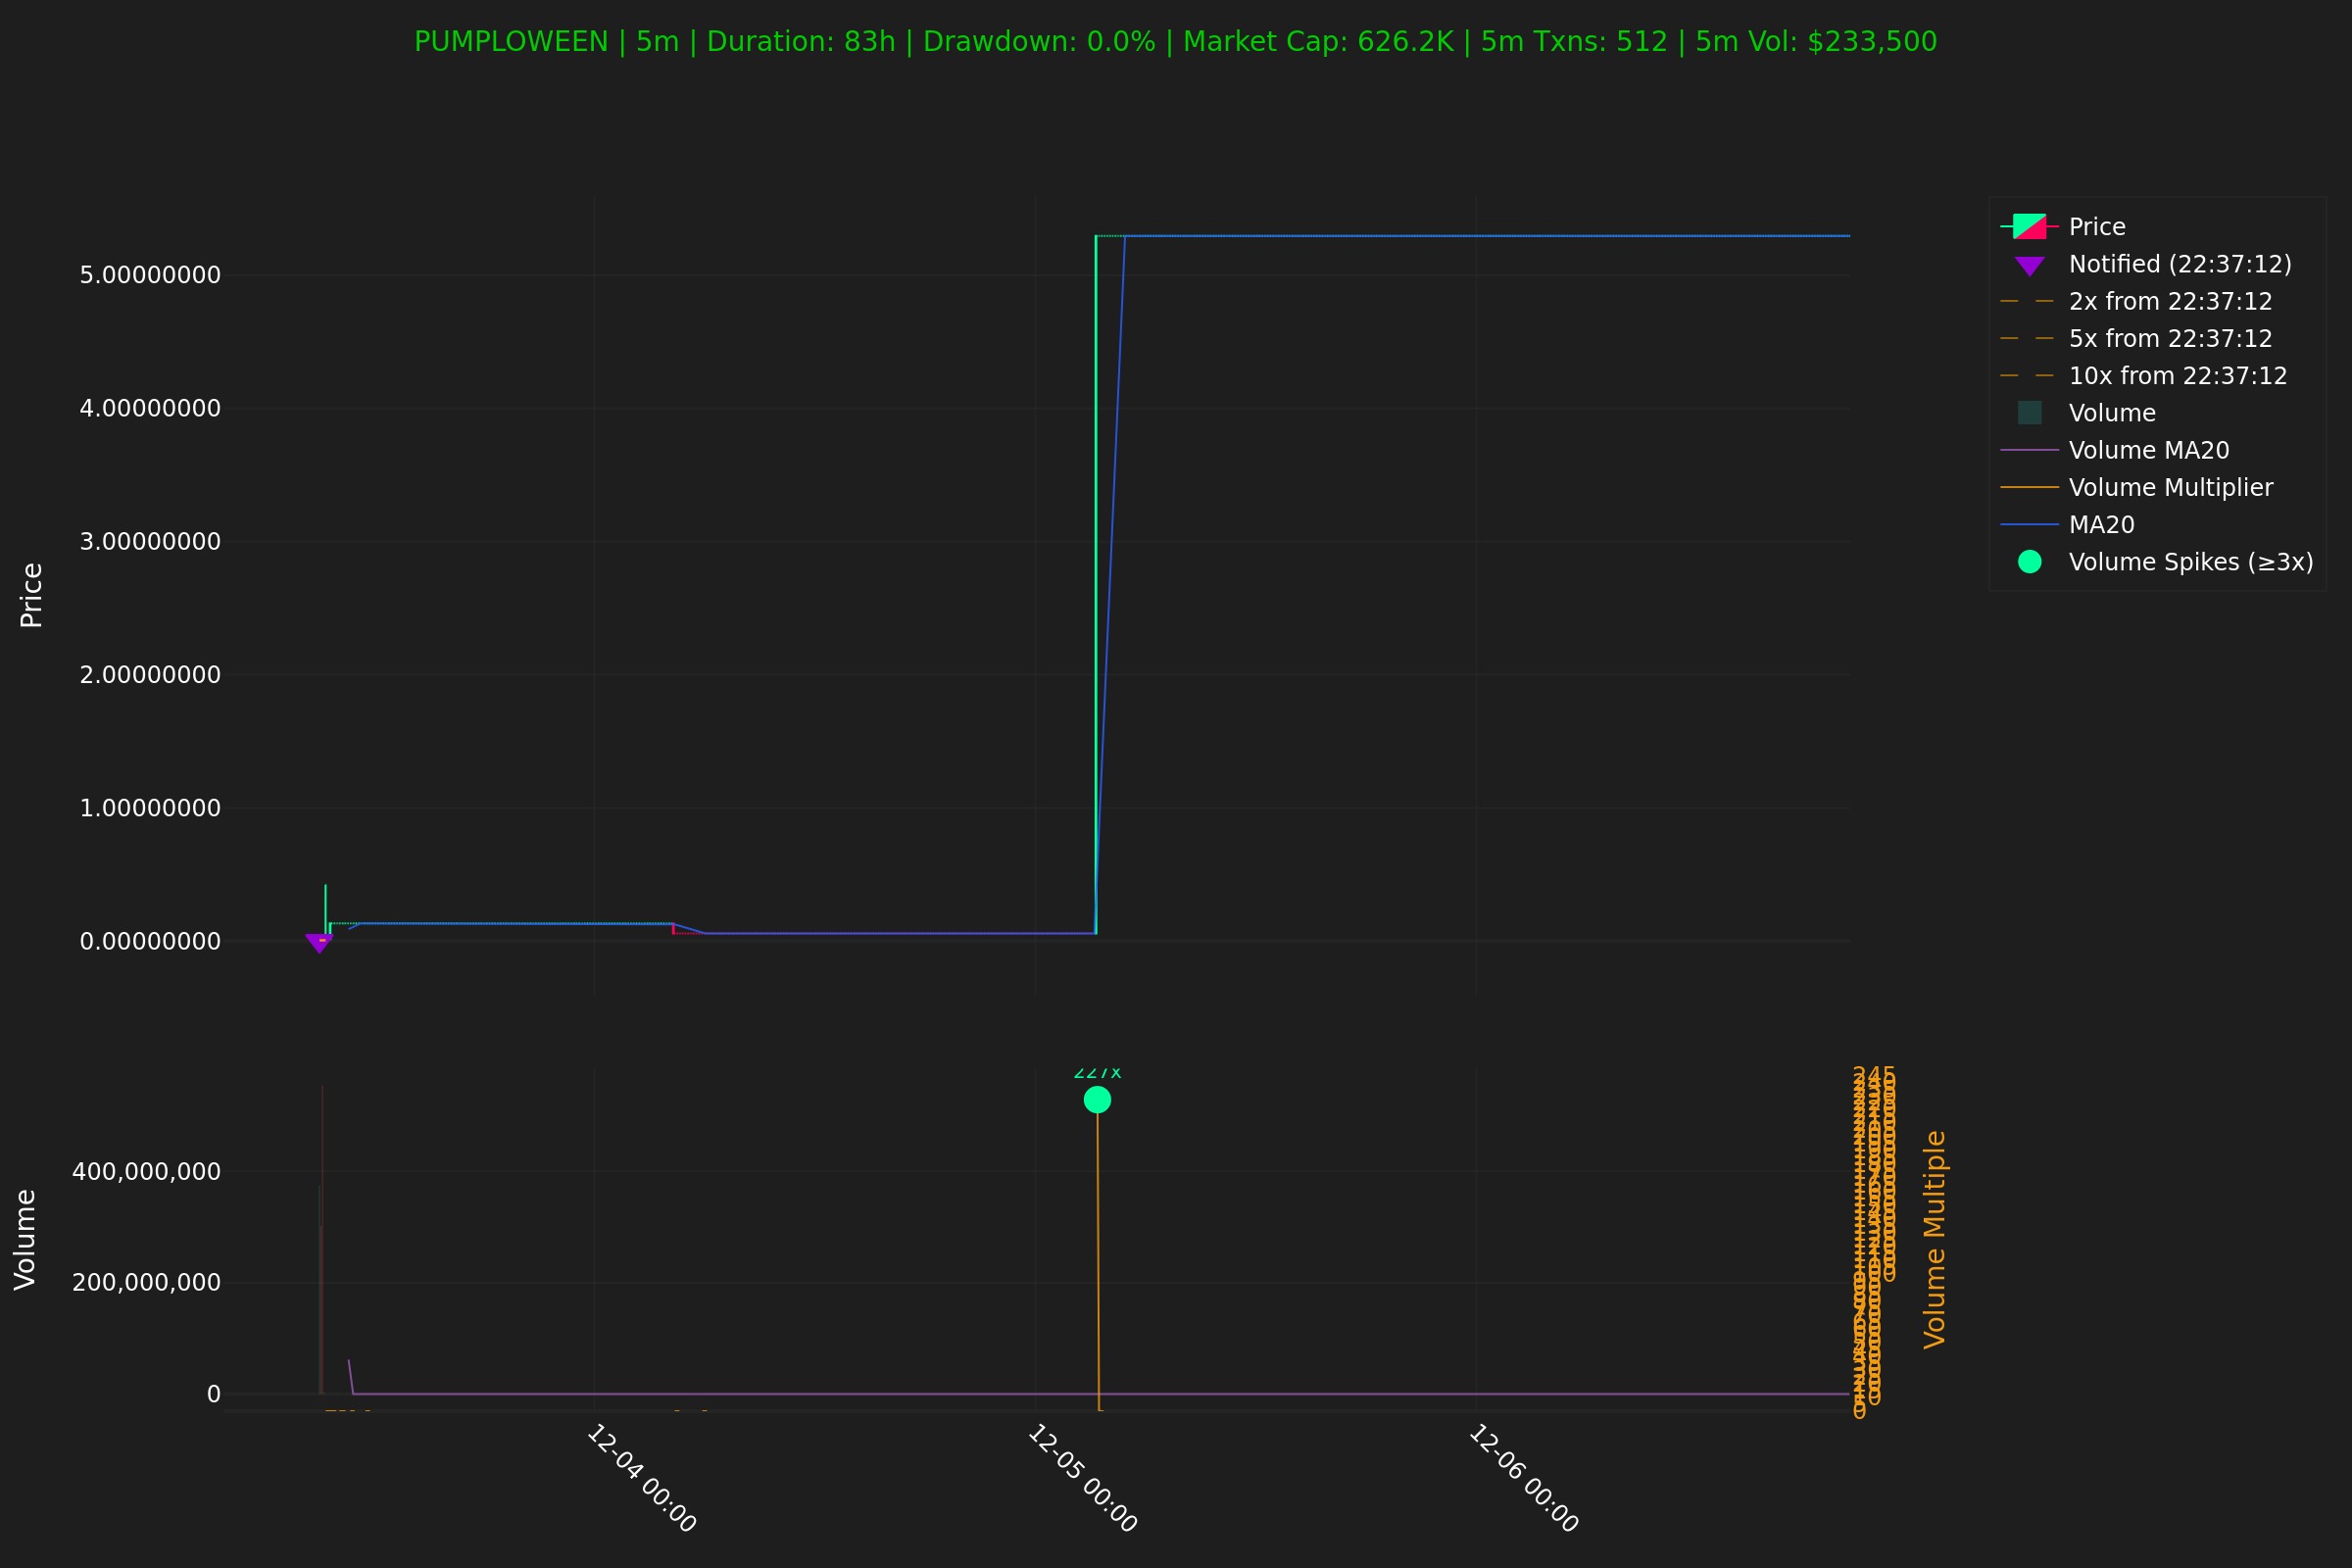 PUMPLOWEEN | 5m | Duration: 83h | Drawdown: 0.0% | Market Cap: 626.2K | 5m Txns: 512 | 5m Vol: $233,500
Price
5.00000000
4.00000000
3.00000000
2.00000000
1.00000000
0.00000000
Price
Notified (22:37:12)
2x from 22:37:12
5x from 22:37:12
10x from 22:37:12
Volume
Volume MA20
Volume Multiplier
MA20
Volume Spikes (≥3x)
227x
Volume
400,000,000
200,000,000
0
Volume Multiple
245
0
12-04 00:00
12-05 00:00
12-06 00:00